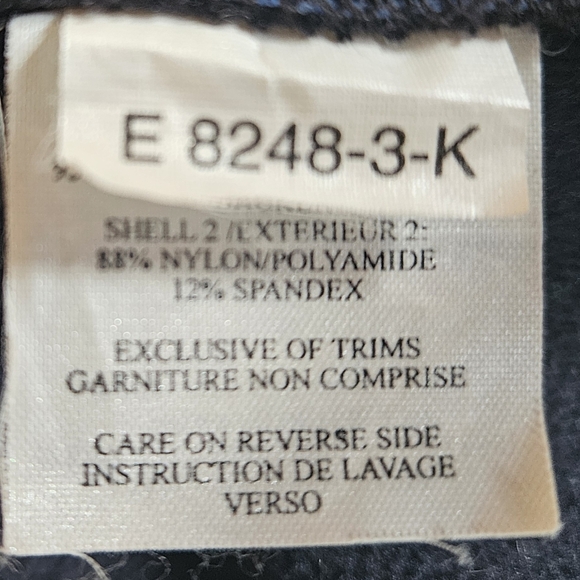 E 8248-3-K
SHELL 2 /EXTERIEUR 2:
88% NYLON/POLYAMIDE
12% SPANDEX
EXCLUSIVE OF TRIMS
GARNITURE NON COMPRISE
CARE ON REVERSE SIDE
INSTRUCTION DE LAVAGE
VERSO